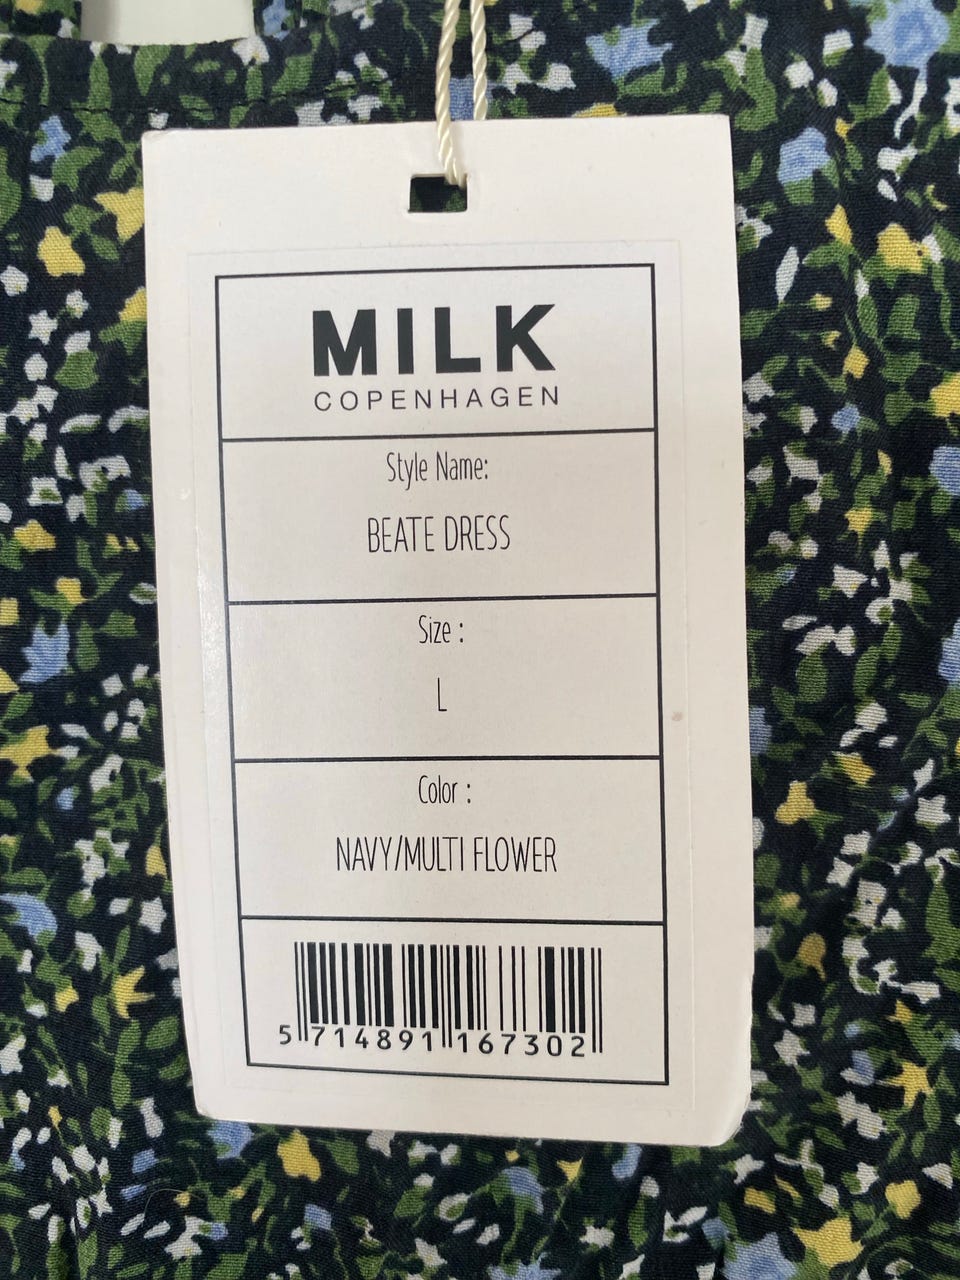 MILK
COPENHAGEN
Style Name:
BEATE DRESS
Size :
L
Color :
NAVY/MULTI FLOWER
5 714891 167302